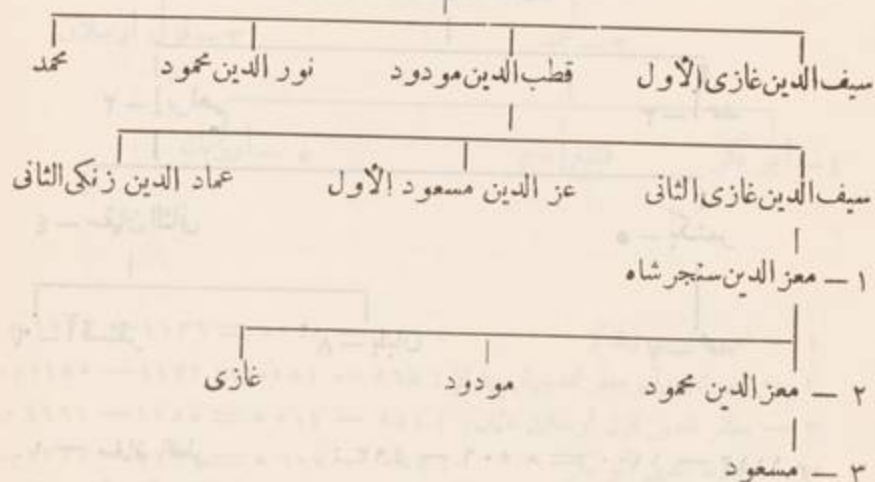 سيف الدين غازى الأول قطب الدين مودود نور الدين محمود محمد
سيف الدين غازى الثانى عز الدين مسعود الأول عماد الدين زنكى الثانى
١ — معز الدين سنجر شاه
٢ — معز الدين محمود مودود غازى
٣ — مسعود